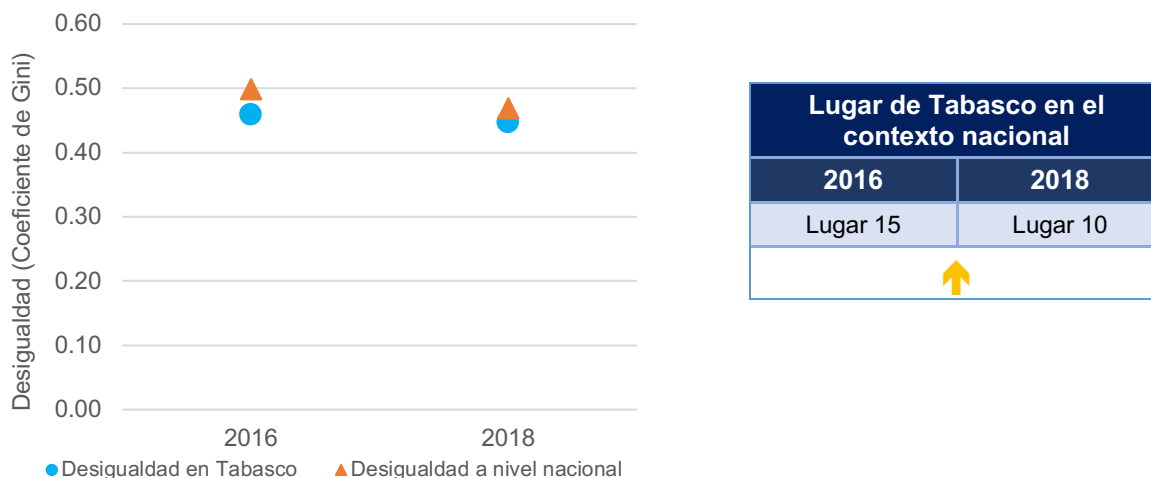 0.60
0.50
0.40
0.30
0.20
0.10
0.00
Desigualdad (Coeficiente de Gini)
2016 2018
Desigualdad en Tabasco Desigualdad a nivel nacional
Lugar de Tabasco en el
contexto nacional
2016 2018
Lugar 15 Lugar 10